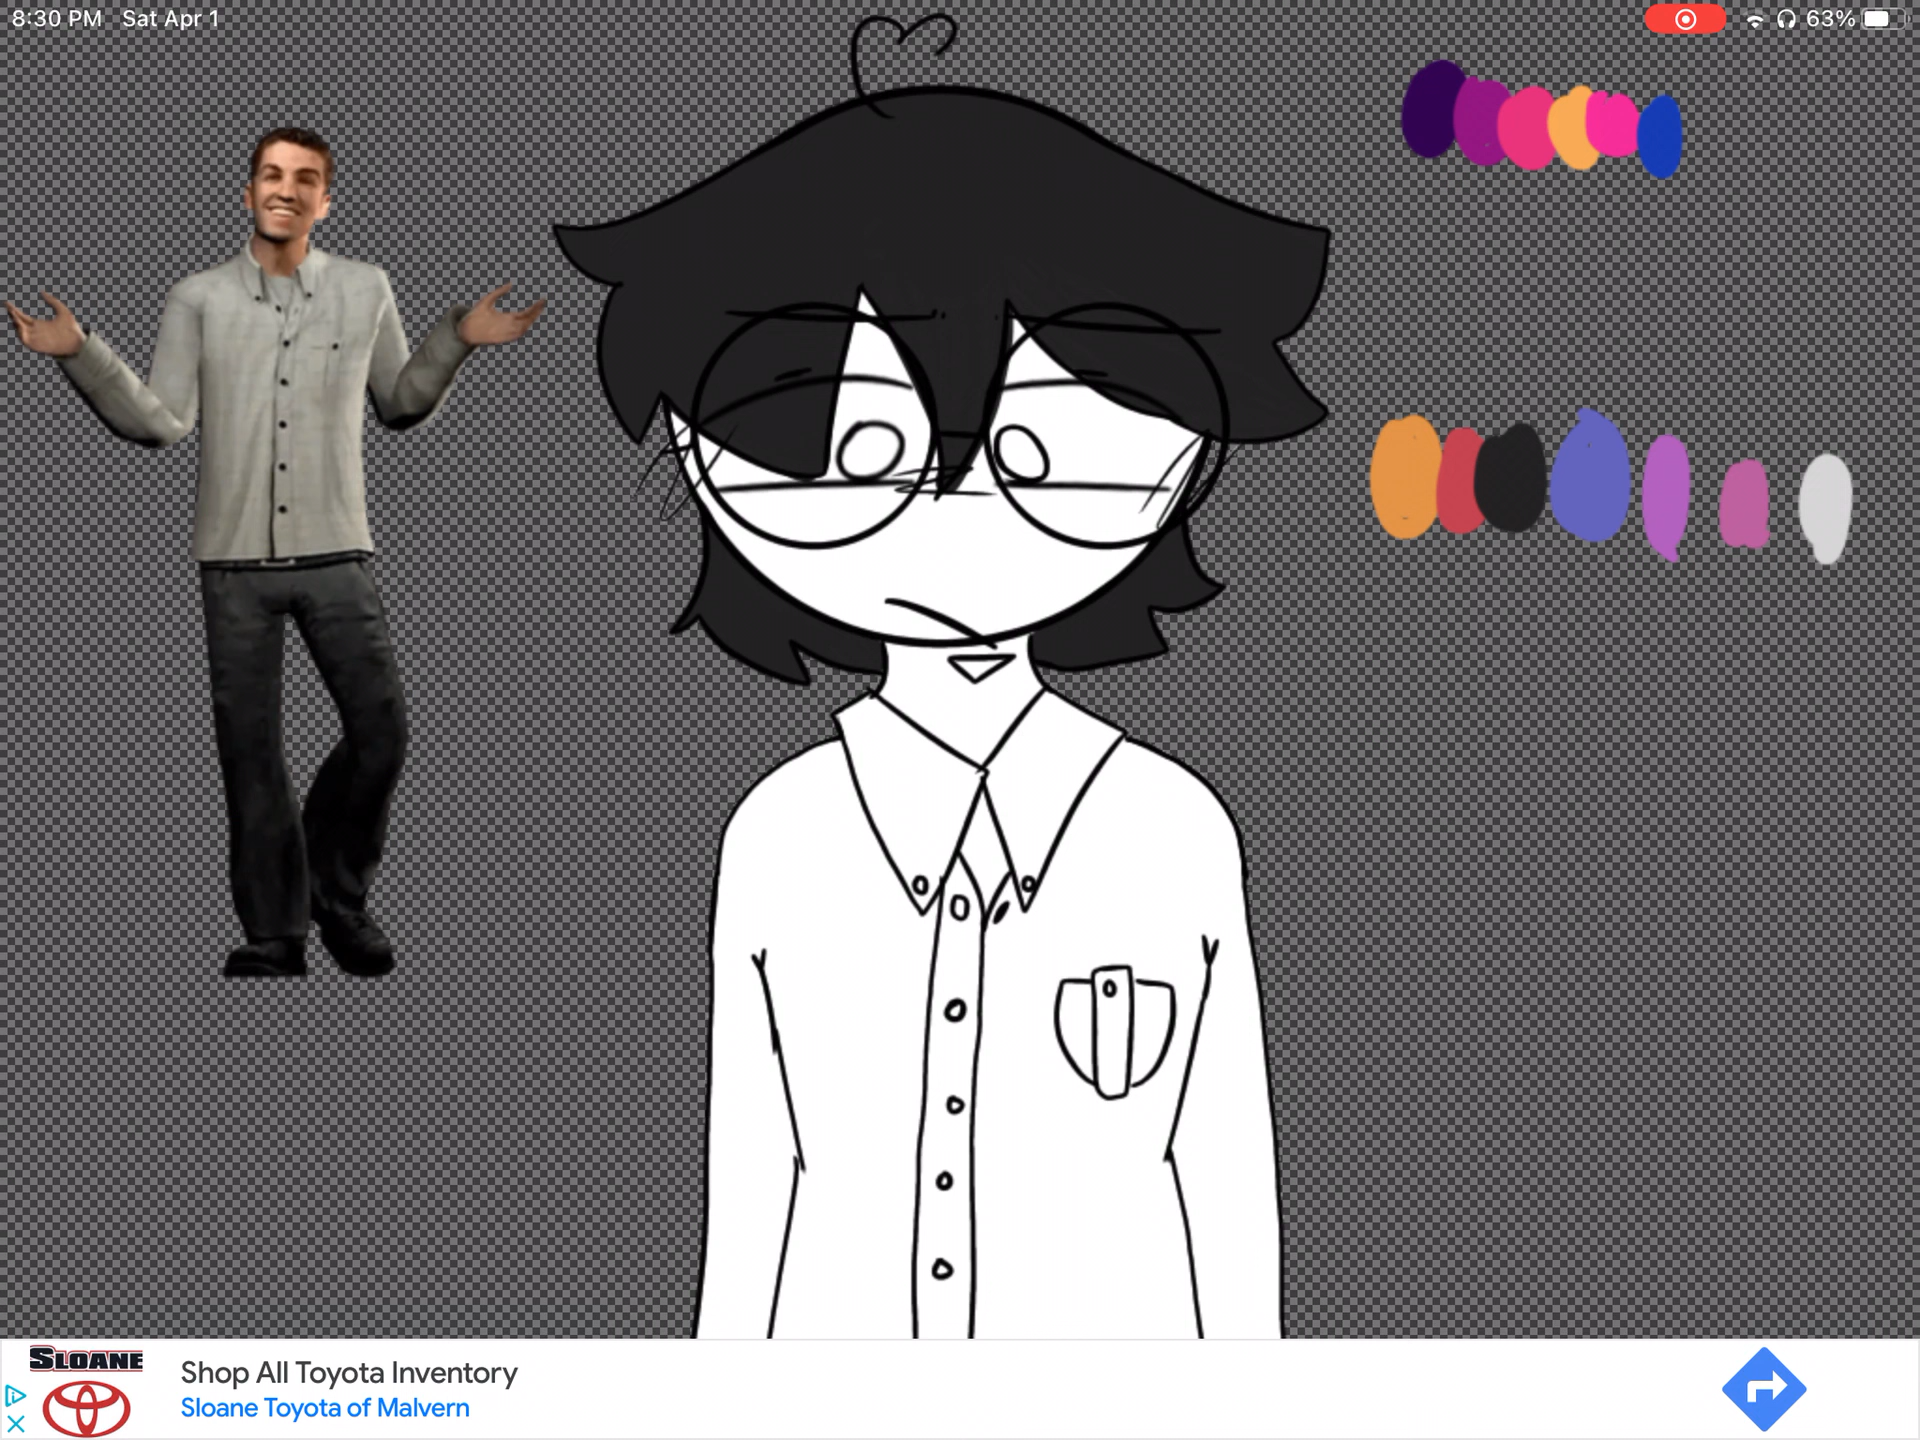 8:30 PM Sat Apr 1
63%
SLOANE
Shop All Toyota Inventory
Sloane Toyota of Malvern